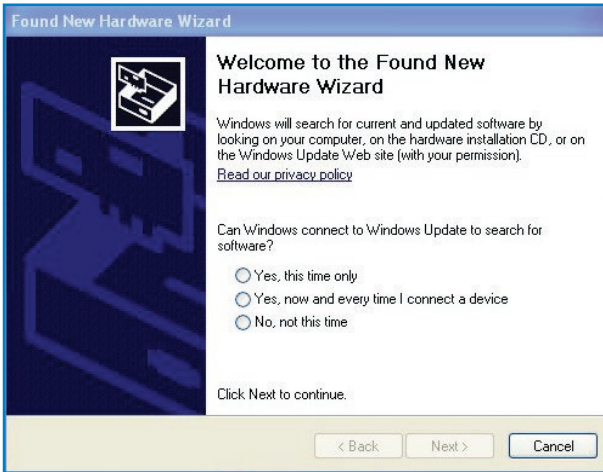 Found New Hardware Wizard
Welcome to the Found New
Hardware Wizard
Windows will search for current and updated software by
looking on your computer, on the hardware installation CD, or on
the Windows Update Web site (with your permission).
Read our privacy policy
Can Windows connect to Windows Update to search for
software?
Yes, this time only
Yes, now and every time I connect a device
No, not this time
Click Next to continue.
< Back Next > Cancel